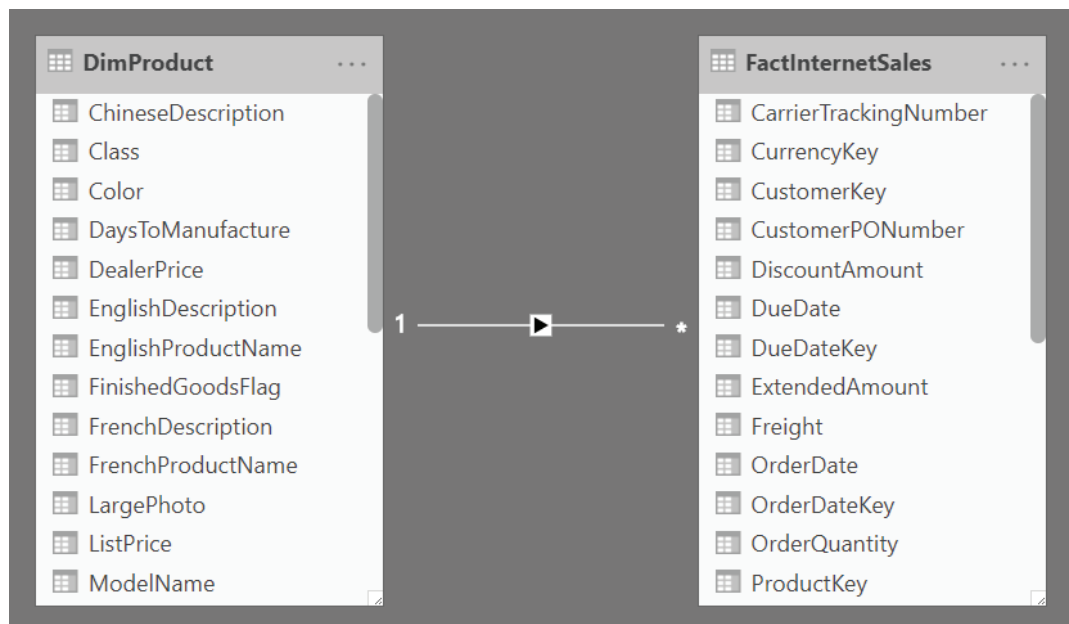 DimProduct
ChineseDescription
Class
Color
DaysToManufacture
DealerPrice
EnglishDescription
EnglishProductName
FinishedGoodsFlag
FrenchDescription
FrenchProductName
LargePhoto
ListPrice
ModelName
1
*
FactInternetSales
CarrierTrackingNumber
CurrencyKey
CustomerKey
CustomerPONumber
DiscountAmount
DueDate
DueDateKey
ExtendedAmount
Freight
OrderDate
OrderDateKey
OrderQuantity
ProductKey